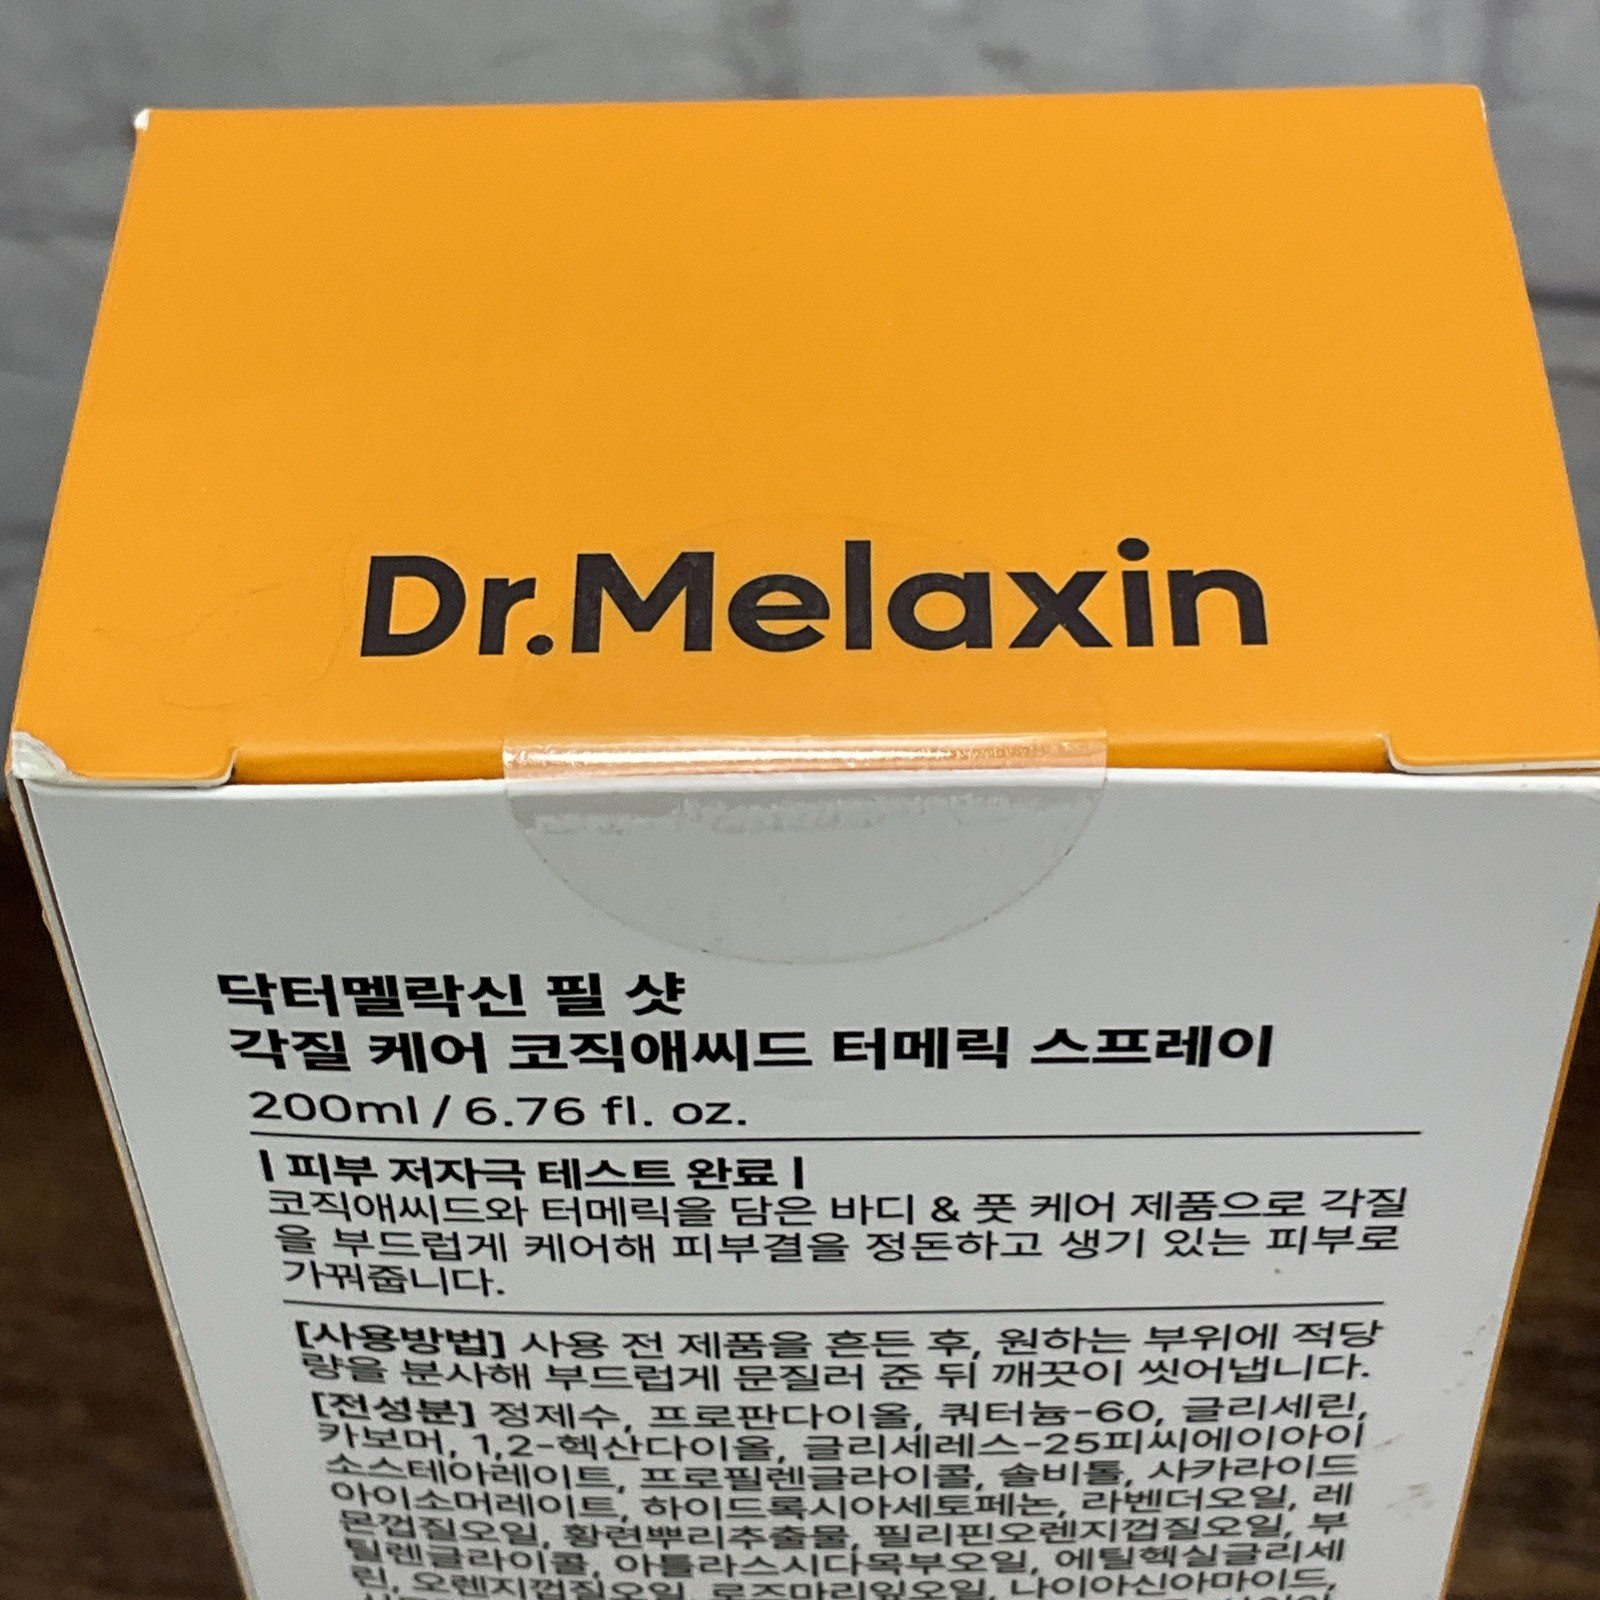 Dr.Melaxin
닥터멜락신 필 샷
각질 케어 코직애씨드 터메릭 스프레이
200ml / 6.76 fl. oz.
| 피부 저자극 테스트 완료 |
코직애씨드와 터메릭을 담은 바디 & 풋 케어 제품으로 각질
을 부드럽게 케어해 피부결을 정돈하고 생기 있는 피부로
가꿔줍니다.
[사용방법] 사용 전 제품을 흔든 후, 원하는 부위에 적당
량을 분사해 부드럽게 문질러 준 뒤 깨끗이 씻어냅니다.
[전성분] 정제수, 프로판다이올, 쿼터늄-60, 글리세린,
카보머, 1,2-헥산다이올, 글리세레스-25피씨에이아이
소스테아레이트, 프로필렌글라이콜, 솔비톨, 사카라이드
아이소머레이트, 하이드록시아세토페논, 라벤더오일, 레
몬껍질오일, 황련뿌리추출물, 필리핀오렌지껍질오일, 부
틸렌글라이콜, 아틀라스시다목부오일, 에틸헥실글리세
린, 오렌지껍질오일, 로즈마리잎오일, 나이아신아마이드,